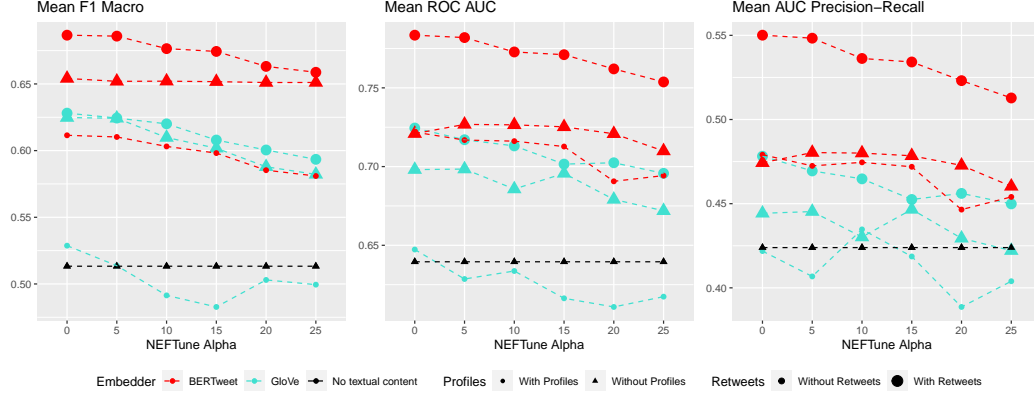 Mean F1 Macro
Mean ROC AUC
Mean AUC Precision−Recall
0.65
0.60
0.55
0.50
0.75
0.70
0.65
0.55
0.50
0.45
0.40
0 5 10 15 20 25
0 5 10 15 20 25
0 5 10 15 20 25
NEFTune Alpha
NEFTune Alpha
NEFTune Alpha
Embedder BERTweet GloVe No textual content Profiles With Profiles Without Profiles Retweets Without Retweets With Retweets